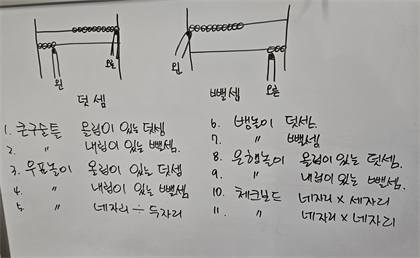 왼 오른
왼 오른
덧셈
뺄셈
1. 큰구슬틀 올림이 있는 덧셈
2. " 내림이 있는 뺄셈.
3. 우표놀이 올림이 있는 덧셈
4. " 내림이 있는 뺄셈
5. " 네자리 ÷ 두자리
6. 뱅놀이 덧셈.
7. " 뺄셈
8. 은행놀이 올림이 있는 덧셈.
9. " 내림이 있는 뺄셈.
10. 체크보드 네자리 × 세자리
11. " 네자리 × 네자리